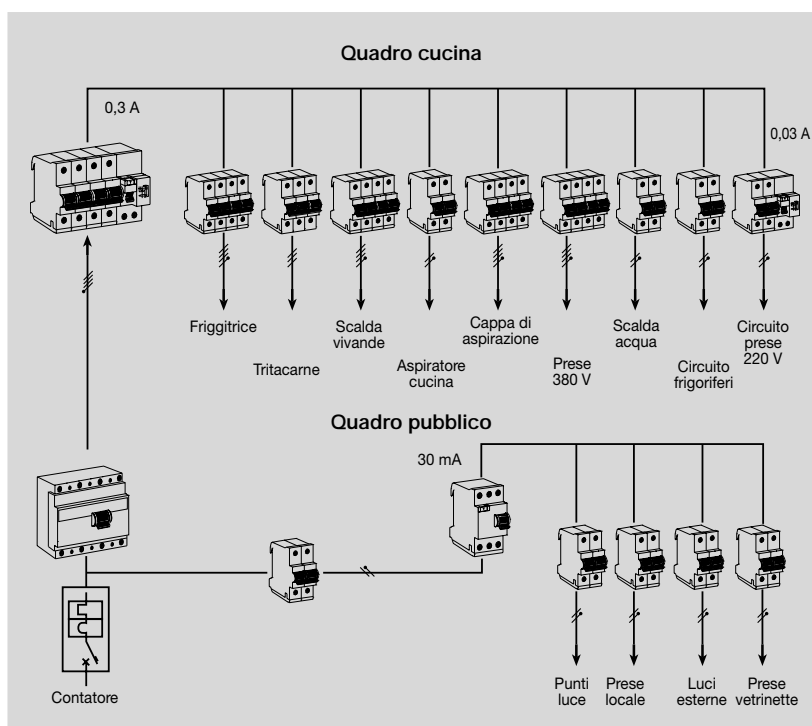 Quadro cucina
0,3 A
0,03 A
Friggitrice
Tritacarne
Scalda
vivande
Aspiratore
cucina
Cappa di
aspirazione
Prese
380 V
Scalda
acqua
Circuito
frigoriferi
Circuito
prese
220 V
Quadro pubblico
30 mA
Contatore
Punti
luce
Prese
locale
Luci
esterne
Prese
vetrinette